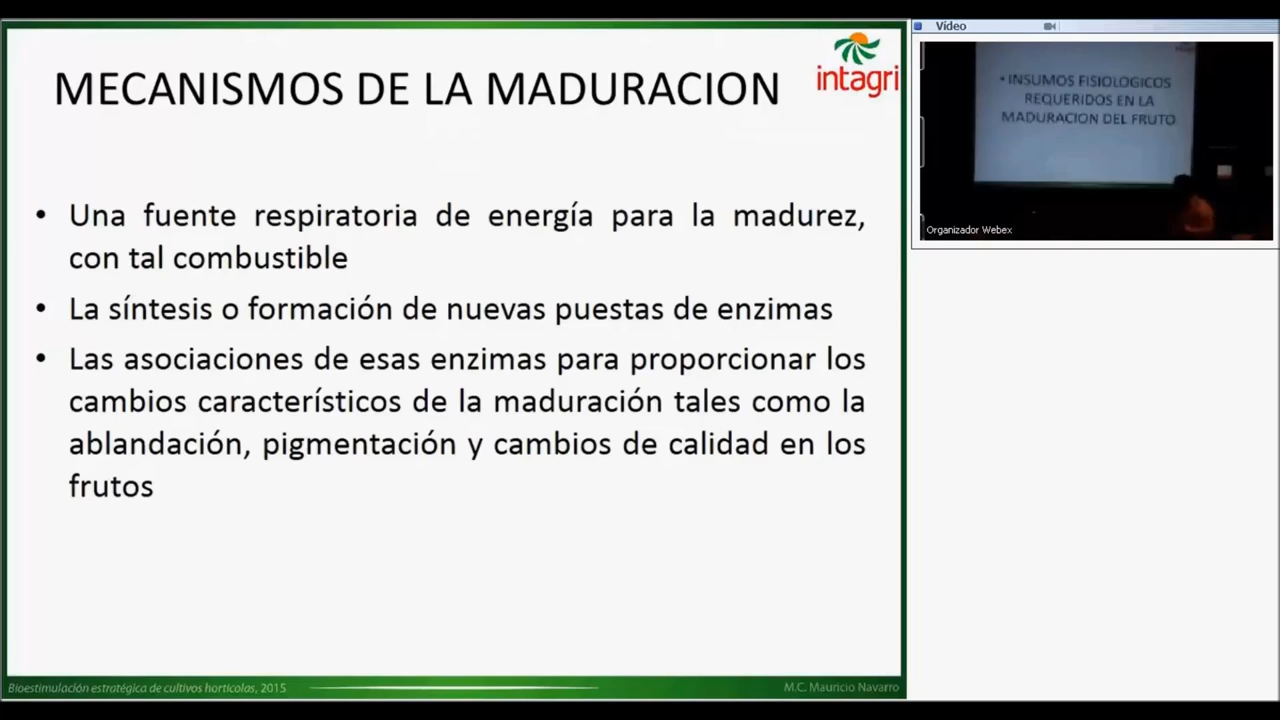 MECANISMOS DE LA MADURACION
intagri
• Una fuente respiratoria de energía para la madurez,
con tal combustible
• La síntesis o formación de nuevas puestas de enzimas
• Las asociaciones de esas enzimas para proporcionar los
cambios característicos de la maduración tales como la
ablandación, pigmentación y cambios de calidad en los
frutos
Bioestimulación estratégica de cultivos hortícolas, 2015
M.C. Mauricio Navarro
Vídeo
• INSUMOS FISIOLOGICOS
REQUERIDOS EN LA
MADURACION DEL FRUTO
Organizador Webex